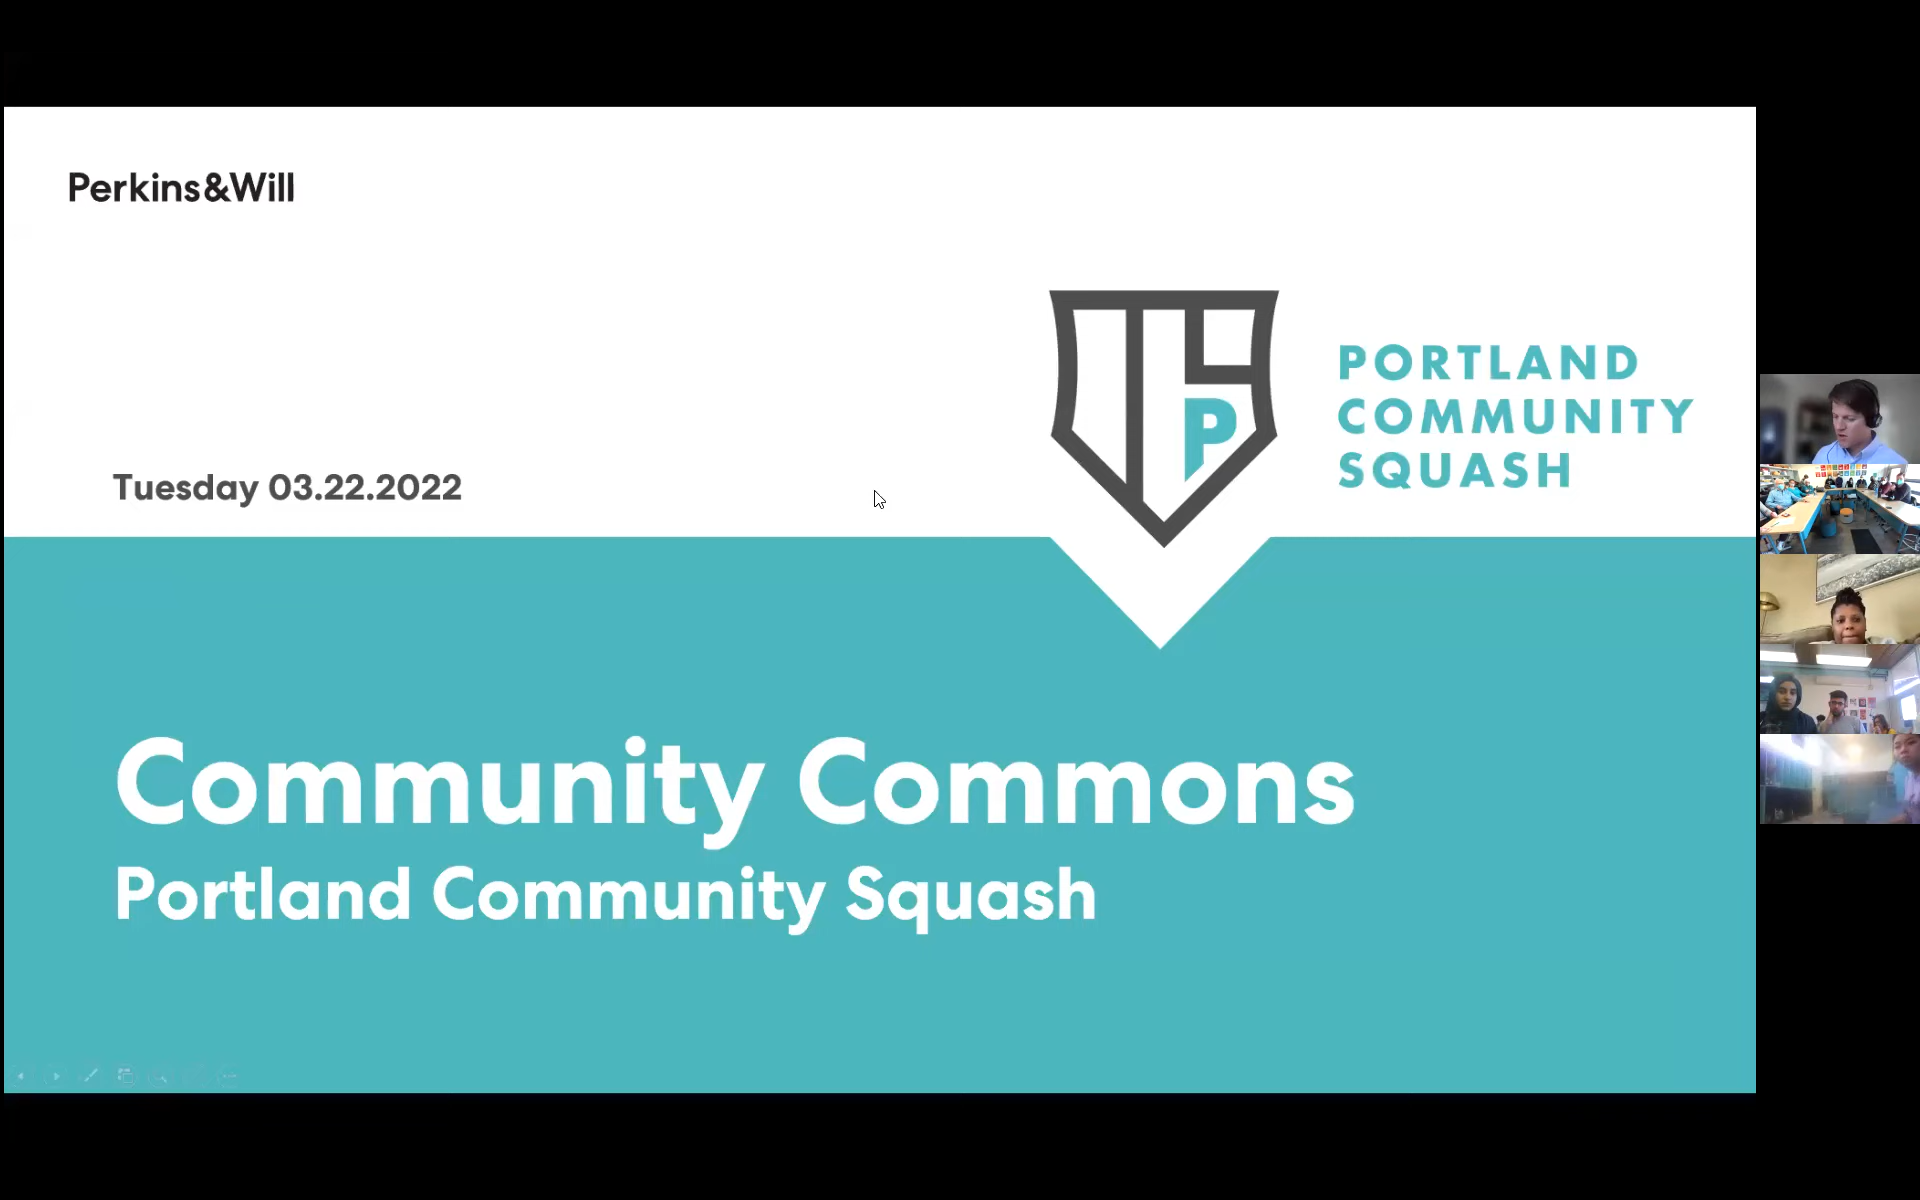 Perkins&Will
PORTLAND
COMMUNITY
SQUASH
P
Tuesday 03.22.2022
Community Commons
Portland Community Squash